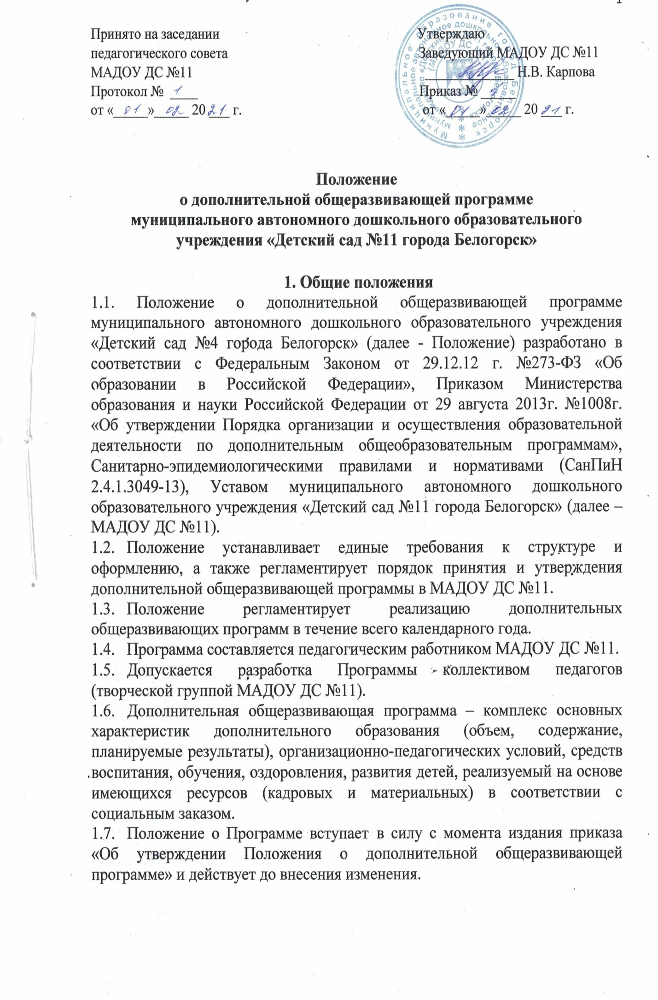 1
Принято на заседании
педагогического совета
МАДОУ ДС №11
Протокол № 1
от «01» 02 2021 г.
Утверждаю
Заведующий МАДОУ ДС №11
Н.В. Карпова
Приказ №
от «01» 02 20 21 г.
Муниципальное образование город Белогорск
Положение
о дополнительной общеразвивающей программе
муниципального автономного дошкольного образовательного
учреждения «Детский сад №11 города Белогорск»
1. Общие положения
1.1. Положение о дополнительной общеразвивающей программе
муниципального автономного дошкольного образовательного учреждения
«Детский сад №4 города Белогорск» (далее - Положение) разработано в
соответствии с Федеральным Законом от 29.12.12 г. №273-ФЗ «Об
образовании в Российской Федерации», Приказом Министерства
образования и науки Российской Федерации от 29 августа 2013г. №1008г.
«Об утверждении Порядка организации и осуществления образовательной
деятельности по дополнительным общеобразовательным программам»,
Санитарно-эпидемиологическими правилами и нормативами (СанПиН
2.4.1.3049-13), Уставом муниципального автономного дошкольного
образовательного учреждения «Детский сад №11 города Белогорск» (далее –
МАДОУ ДС №11).
1.2. Положение устанавливает единые требования к структуре и
оформлению, а также регламентирует порядок принятия и утверждения
дополнительной общеразвивающей программы в МАДОУ ДС №11.
1.3. Положение регламентирует реализацию дополнительных
общеразвивающих программ в течение всего календарного года.
1.4. Программа составляется педагогическим работником МАДОУ ДС №11.
1.5. Допускается разработка Программы - коллективом педагогов
(творческой группой МАДОУ ДС №11).
1.6. Дополнительная общеразвивающая программа – комплекс основных
характеристик дополнительного образования (объем, содержание,
планируемые результаты), организационно-педагогических условий, средств
воспитания, обучения, оздоровления, развития детей, реализуемый на основе
имеющихся ресурсов (кадровых и материальных) в соответствии с
социальным заказом.
1.7. Положение о Программе вступает в силу с момента издания приказа
«Об утверждении Положения о дополнительной общеразвивающей
программе» и действует до внесения изменения.